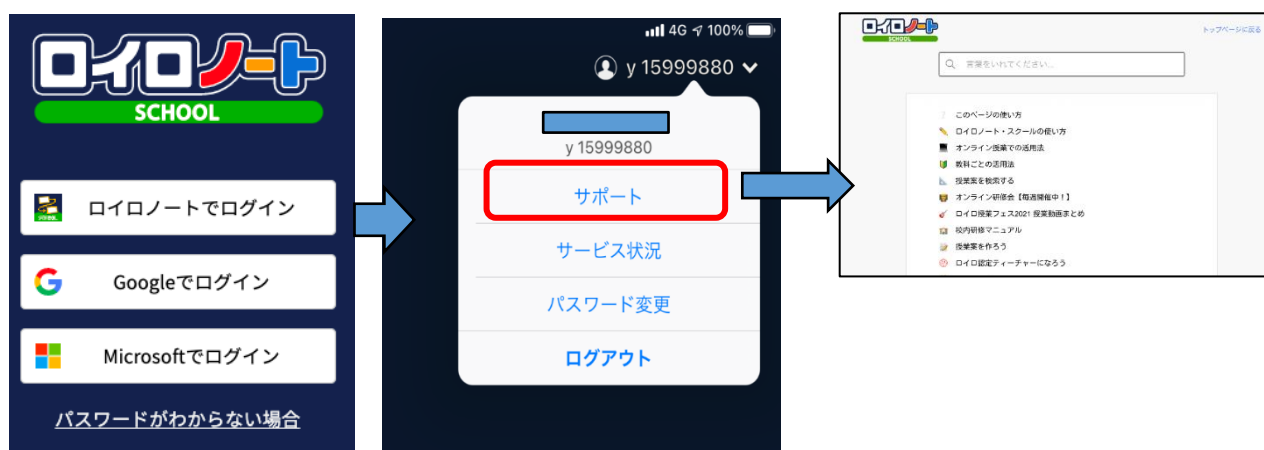 ロイロノート
SCHOOL
ロイロノートでログイン
Googleでログイン
Microsoftでログイン
パスワードがわからない場合
4G 100%
y 15999880
y 15999880
サポート
サービス状況
パスワード変更
ログアウト
ロイロノート
SCHOOL
トップページに戻る
言葉をいれてください...
このページの使い方
ロイロノート・スクールの使い方
オンライン授業での活用法
教科ごとの活用法
授業案を検索する
オンライン研修会【毎週開催中!】
ロイロ授業フェス2021 授業動画まとめ
校内研修マニュアル
授業案を作ろう
ロイロ認定ティーチャーになろう